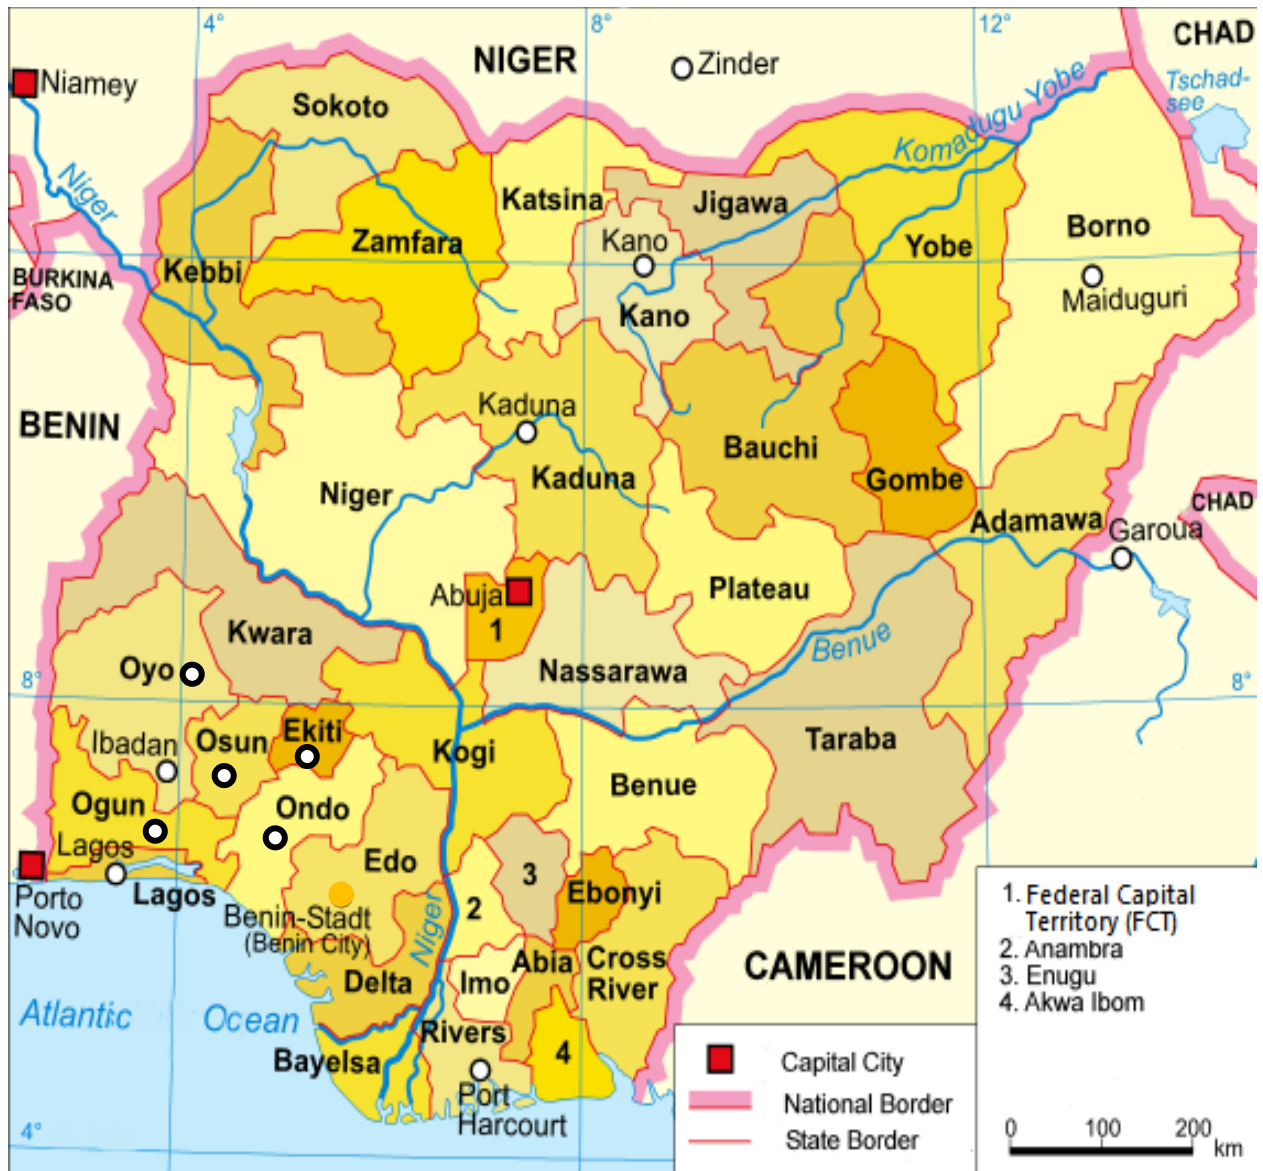 4°
8°
12°
CHAD
NIGER
Zinder
Niamey
Tschad-
see
Sokoto
Komadugu Yobe
Niger
Katsina
Jigawa
Borno
Kano
Zamfara
Yobe
Kebbi
BURKINA
FASO
Maiduguri
Kano
Kaduna
BENIN
Bauchi
Kaduna
Gombe
Niger
CHAD
Adamawa
Garoua
Plateau
Abuja
1
Kwara
Benue
Oyo
Nassarawa
8°
8°
Ekiti
Ibadan
Osun
Kogi
Taraba
Benue
Ogun
Ondo
Lagos
Edo
3
Ebonyi
Porto
Novo
Lagos
2
Benin-Stadt
(Benin City)
Niger
Abia
Cross
River
CAMEROON
Delta
Imo
Atlantic Ocean
Rivers
Bayelsa
4
Port
Harcourt
4°
1. Federal Capital
Territory (FCT)
2. Anambra
3. Enugu
4. Akwa Ibom
Capital City
National Border
State Border
0 100 200
km